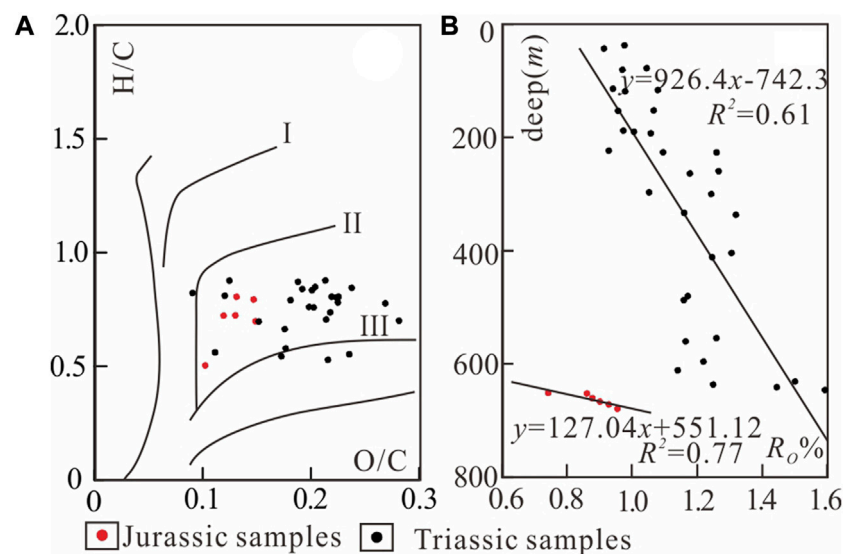 A
2.0
H/C
1.5
1.0
0.5
0
I
II
III
O/C
0 0.1 0.2 0.3
B
0
200
400
600
800
deep(m)
y=926.4x-742.3
R²=0.61
y=127.04x+551.12
R²=0.77
R_O%
0.6 0.8 1.0 1.2 1.4 1.6
Jurassic samples Triassic samples